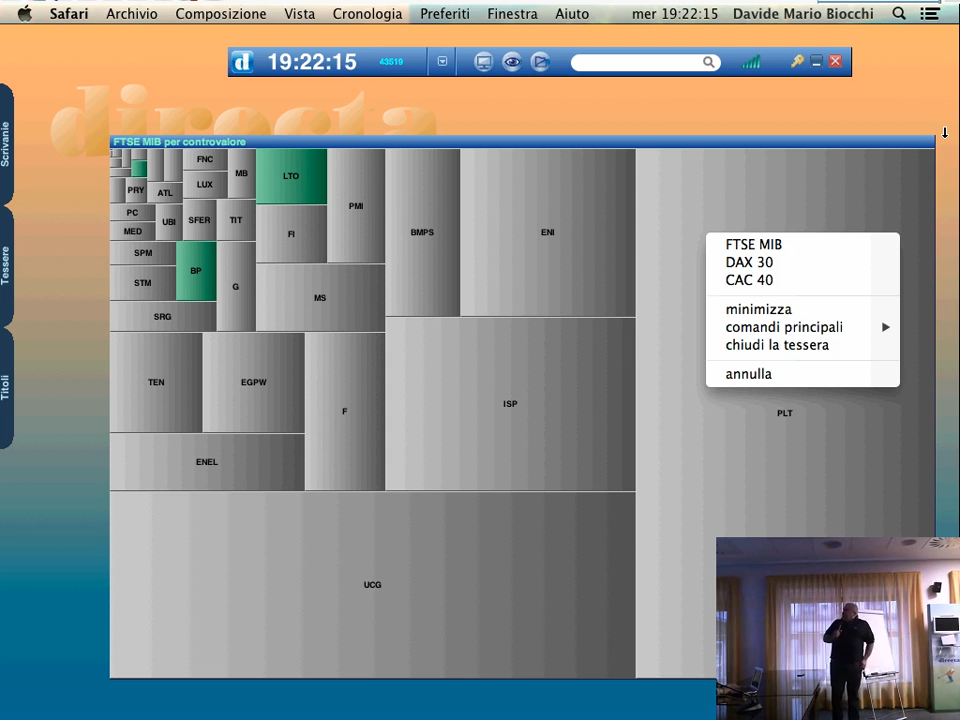 Safari Archivio Composizione Vista Cronologia Preferiti Finestra Aiuto mer 19:22:15 Davide Mario Biocchi
d 19:22:15 43519
directa
FTSE MIB per controvalore
Scrivanie
Tessere
Titoli
FNC
MB
LTO
LUX
PRY
ATL
PMI
PC
UBI
SFER
TIT
MED
FI
BMPS
ENI
SPM
BP
STM
G
MS
SRG
TEN
EGPW
F
ISP
ENEL
UCG
PLT
FTSE MIB
DAX 30
CAC 40
minimizza
comandi principali
chiudi la tessera
annulla
directa